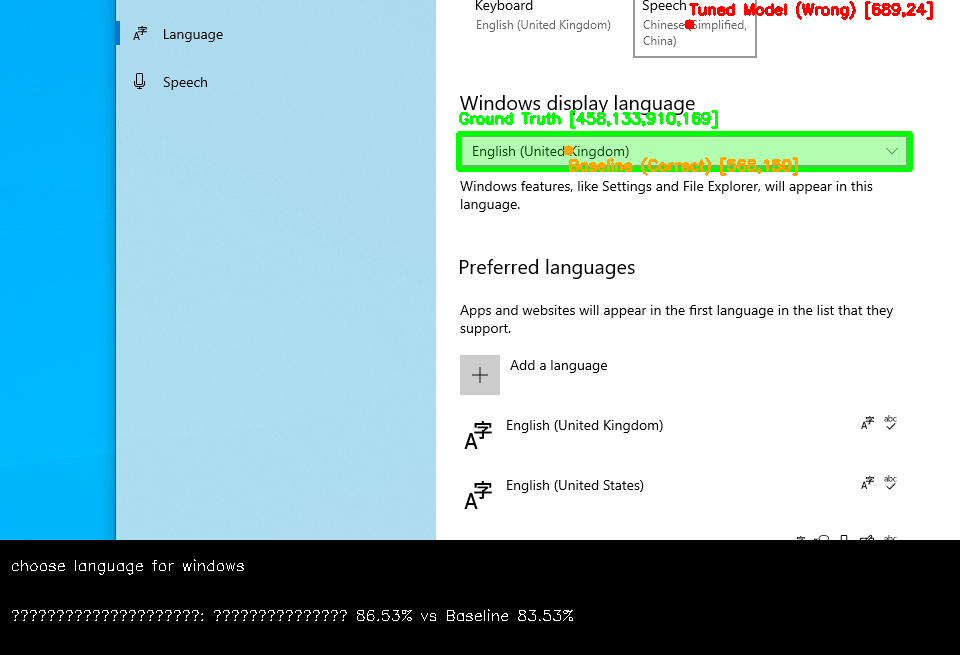 Keyboard
English (United Kingdom)
Speech
Chinese (Simplified,
China)
Tuned Model (Wrong) [689,24]
Language
Speech
Windows display language
Ground Truth [458,133,910,169]
English (United Kingdom)
Baseline (Correct) [568,150]
Windows features, like Settings and File Explorer, will appear in this
language.
Preferred languages
Apps and websites will appear in the first language in the list that they
support.
Add a language
English (United Kingdom)
English (United States)
choose language for windows
?????????????????????: ??????????????? 86.53% vs Baseline 83.53%